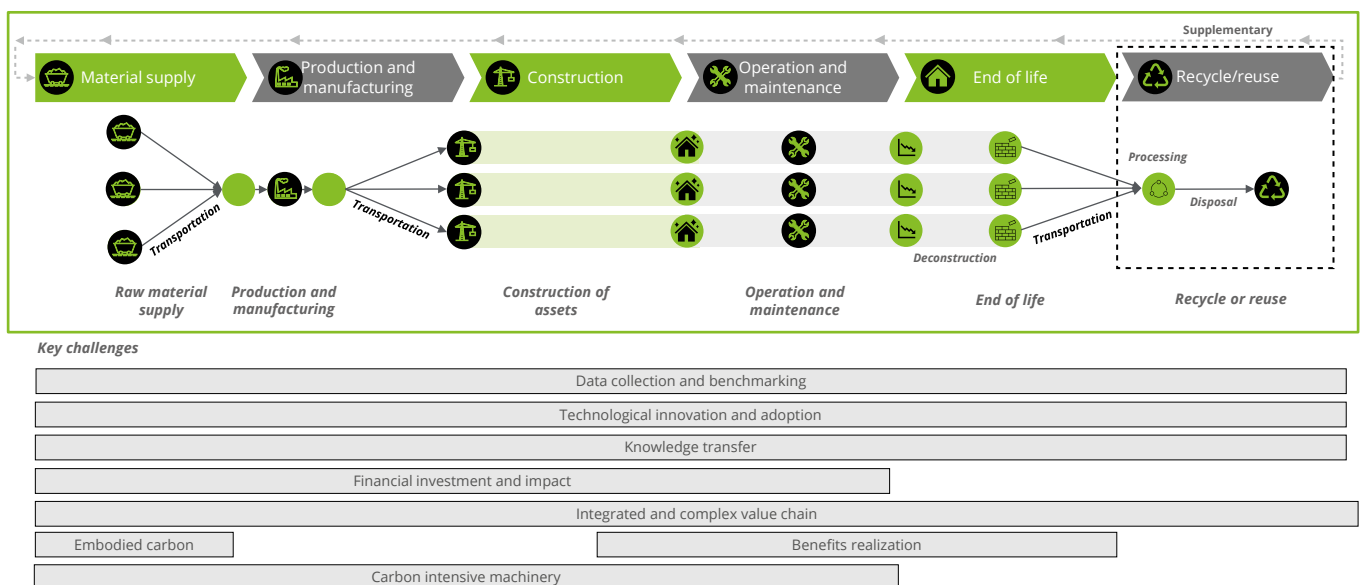 Supplementary
Material supply
Production and
manufacturing
Construction
Operation and
maintenance
End of life
Recycle/reuse
Transportation
Transportation
Deconstruction
Transportation
Processing
Disposal
Raw material
supply
Production and
manufacturing
Construction of
assets
Operation and
maintenance
End of life
Recycle or reuse
Key challenges
Data collection and benchmarking
Technological innovation and adoption
Knowledge transfer
Financial investment and impact
Integrated and complex value chain
Embodied carbon
Benefits realization
Carbon intensive machinery